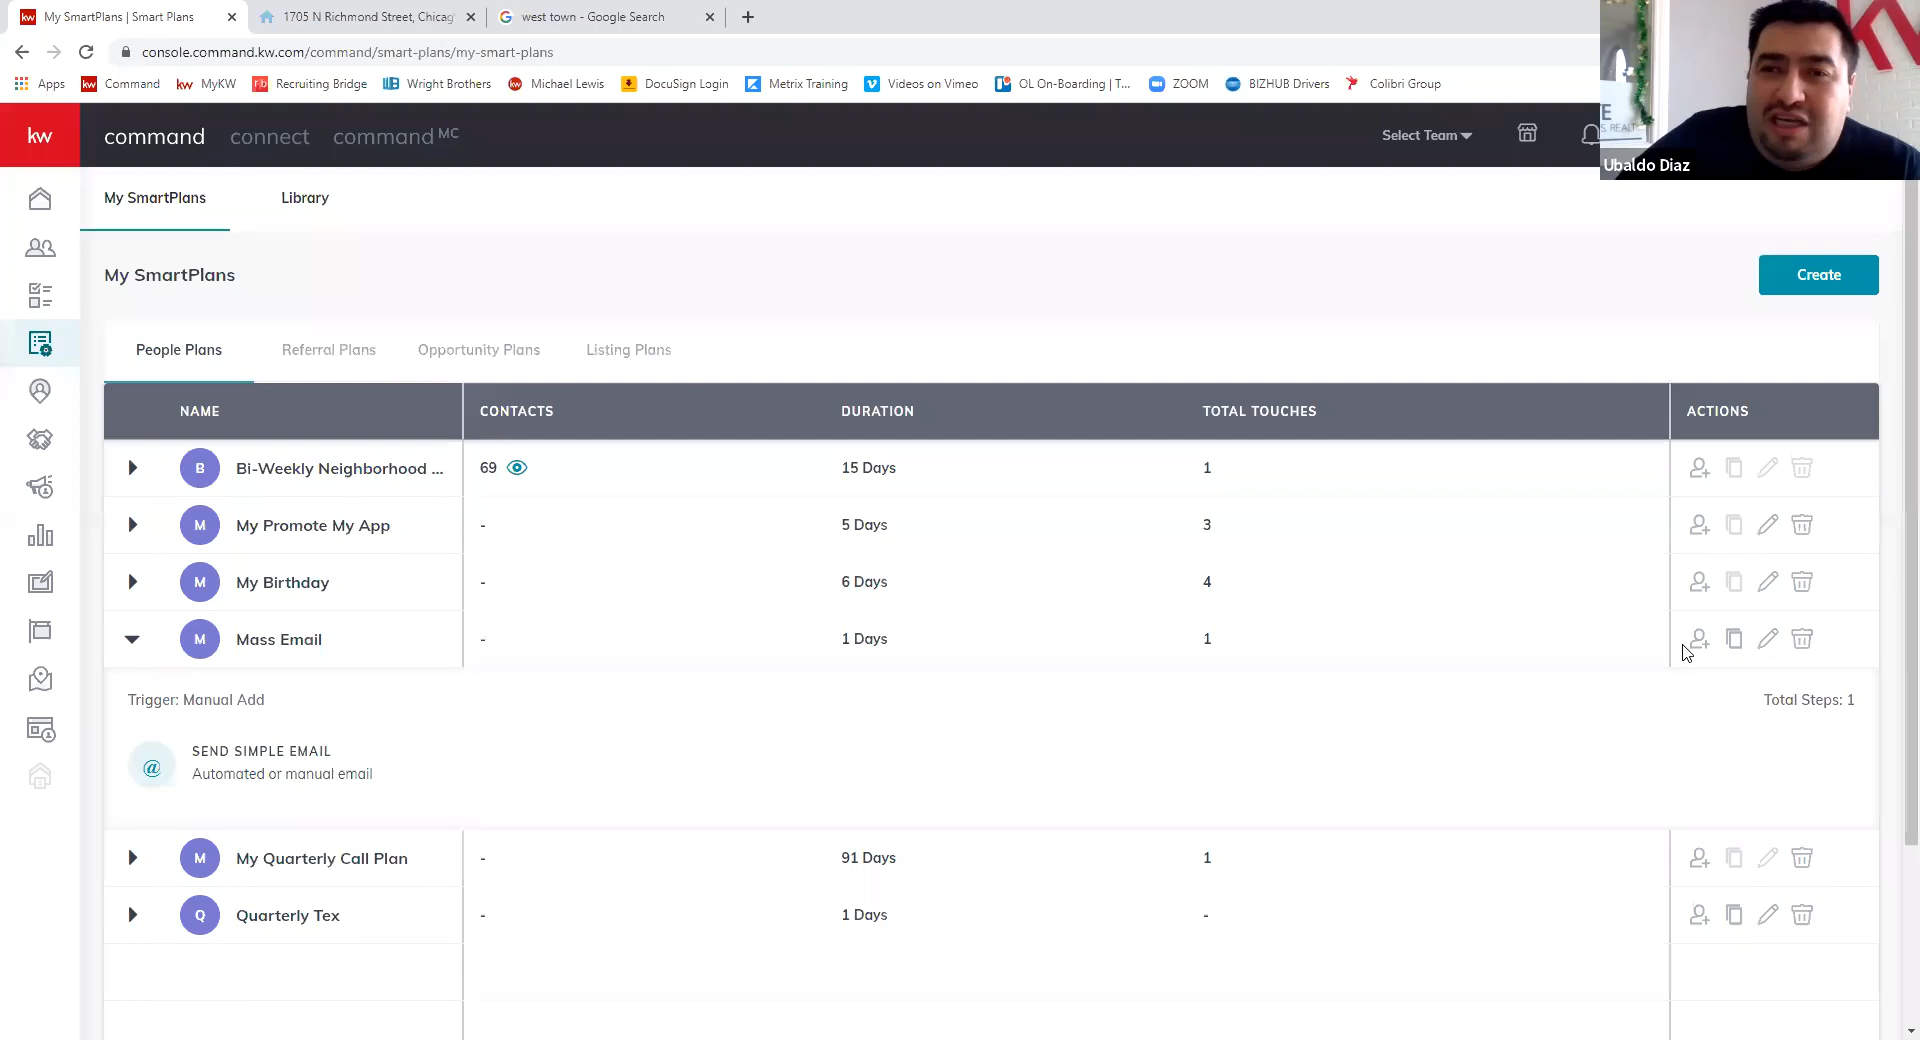 kw My SmartPlans | Smart Plans
1705 N Richmond Street, Chicag
west town - Google Search
console.command.kw.com/command/smart-plans/my-smart-plans
Apps
kw Command
kw MyKW
rb Recruiting Bridge
Wright Brothers
kw Michael Lewis
DocuSign Login
Metrix Training
Videos on Vimeo
OL On-Boarding | T...
ZOOM
BIZHUB Drivers
Colibri Group
kw
command connect command MC
Select Team
Ubaldo Diaz
My SmartPlans Library
My SmartPlans
Create
People Plans Referral Plans Opportunity Plans Listing Plans
NAME CONTACTS DURATION TOTAL TOUCHES ACTIONS
B Bi-Weekly Neighborhood ... 69 15 Days 1
M My Promote My App - 5 Days 3
M My Birthday - 6 Days 4
M Mass Email - 1 Days 1
Trigger: Manual Add Total Steps: 1
@ SEND SIMPLE EMAIL
Automated or manual email
M My Quarterly Call Plan - 91 Days 1
Q Quarterly Tex - 1 Days -